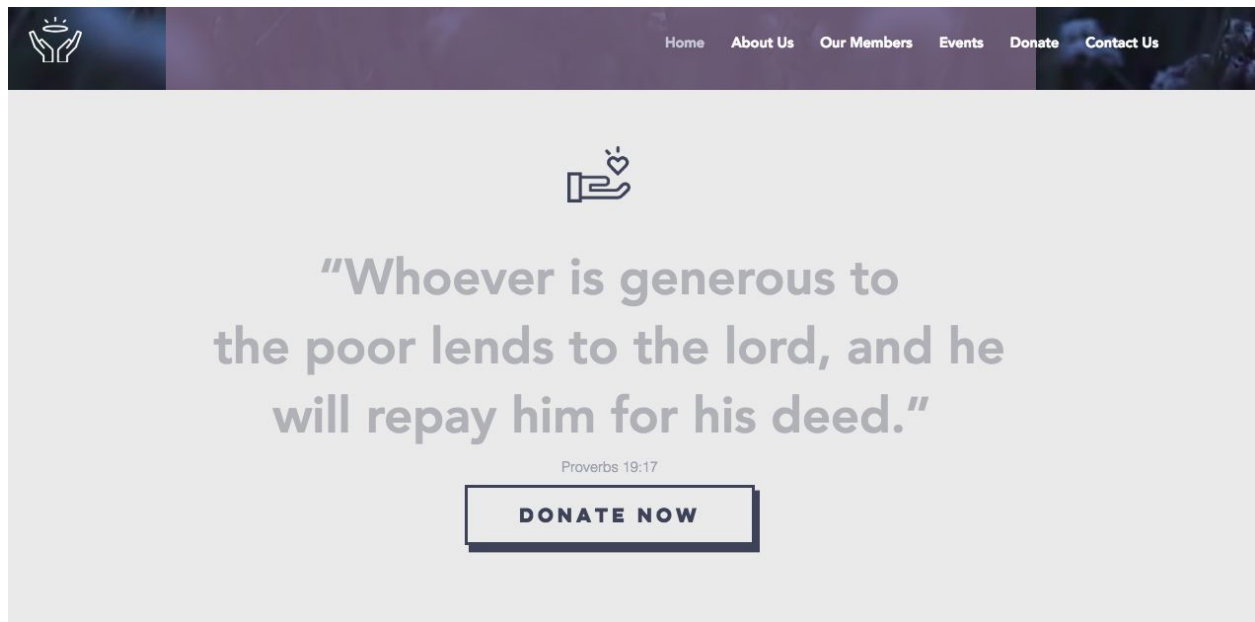 Home About Us Our Members Events Donate Contact Us
“Whoever is generous to
the poor lends to the lord, and he
will repay him for his deed.”
Proverbs 19:17
DONATE NOW